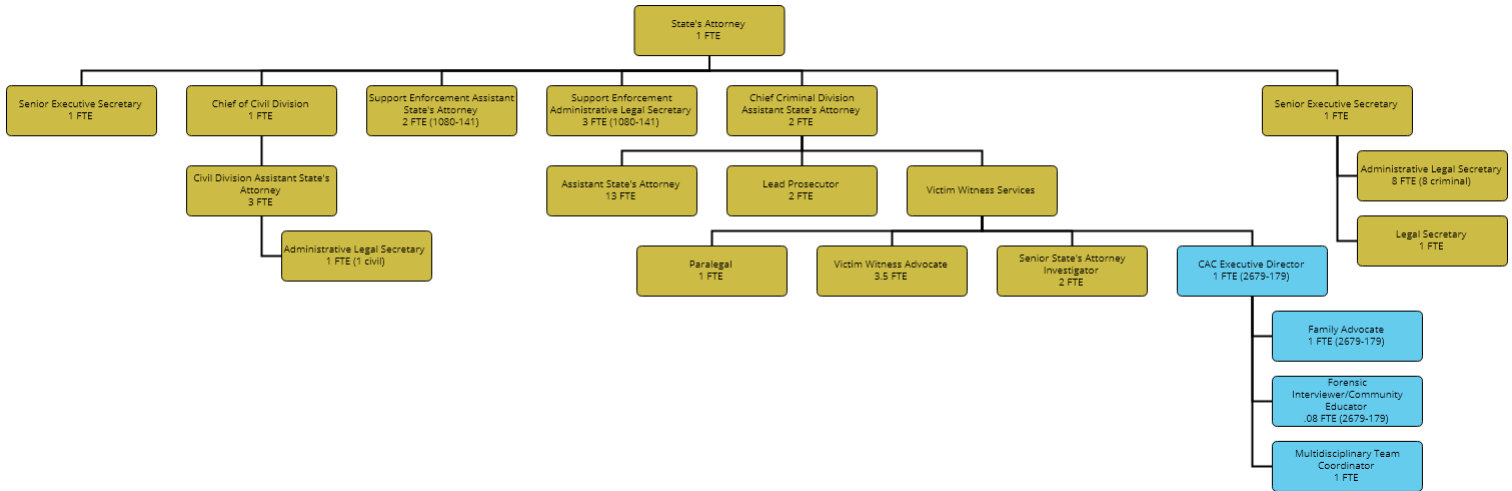 State's Attorney
1 FTE
Senior Executive Secretary
1 FTE
Chief of Civil Division
1 FTE
Support Enforcement Assistant
State's Attorney
2 FTE (1080-141)
Support Enforcement
Administrative Legal Secretary
3 FTE (1080-141)
Chief Criminal Division
Assistant State's Attorney
2 FTE
Senior Executive Secretary
1 FTE
Civil Division Assistant State's
Attorney
3 FTE
Assistant State's Attorney
13 FTE
Lead Prosecutor
2 FTE
Victim Witness Services
Administrative Legal Secretary
8 FTE (8 criminal)
Legal Secretary
1 FTE
Administrative Legal Secretary
1 FTE (1 civil)
Paralegal
1 FTE
Victim Witness Advocate
3.5 FTE
Senior State's Attorney
Investigator
2 FTE
CAC Executive Director
1 FTE (2679-179)
Family Advocate
1 FTE (2679-179)
Forensic
Interviewer/Community
Educator
.08 FTE (2679-179)
Multidisciplinary Team
Coordinator
1 FTE